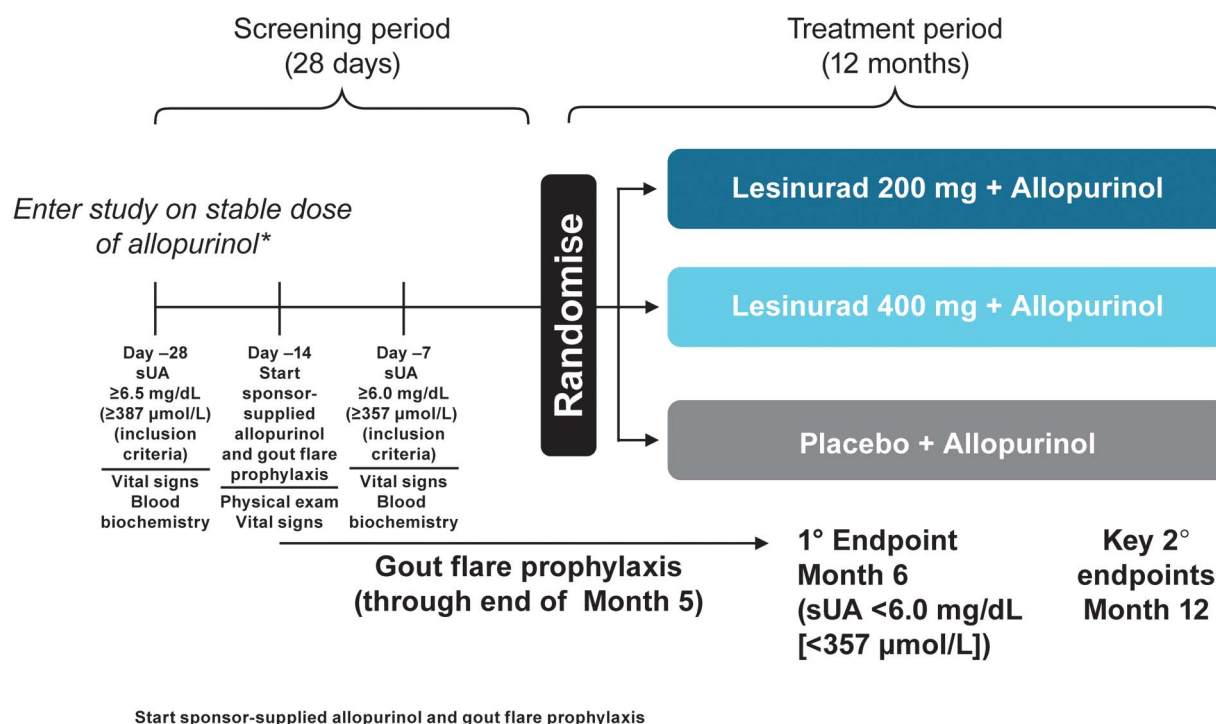 Screening period
(28 days)
Treatment period
(12 months)
Enter study on stable dose
of allopurinol*
Day –28
sUA
≥6.5 mg/dL
(≥387 µmol/L)
(inclusion
criteria)
Vital signs
Blood
biochemistry
Day –14
Start
sponsor-
supplied
allopurinol
and gout flare
prophylaxis
Physical exam
Vital signs
Day –7
sUA
≥6.0 mg/dL
(≥357 µmol/L)
(inclusion
criteria)
Vital signs
Blood
biochemistry
Randomise
Lesinurad 200 mg + Allopurinol
Lesinurad 400 mg + Allopurinol
Placebo + Allopurinol
Gout flare prophylaxis
(through end of Month 5)
1° Endpoint
Month 6
(sUA <6.0 mg/dL
[<357 µmol/L])
Key 2°
endpoints
Month 12
Start sponsor-supplied allopurinol and gout flare prophylaxis